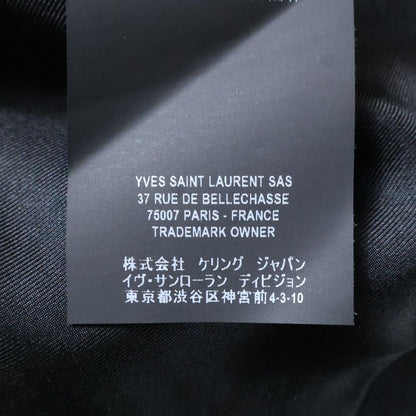 YVES SAINT LAURENT SAS
37 RUE DE BELLECHASSE
75007 PARIS - FRANCE
TRADEMARK OWNER
株式会社 ケリング ジャパン
イヴ・サンローラン ディビジョン
東京都渋谷区神宮前4-3-10